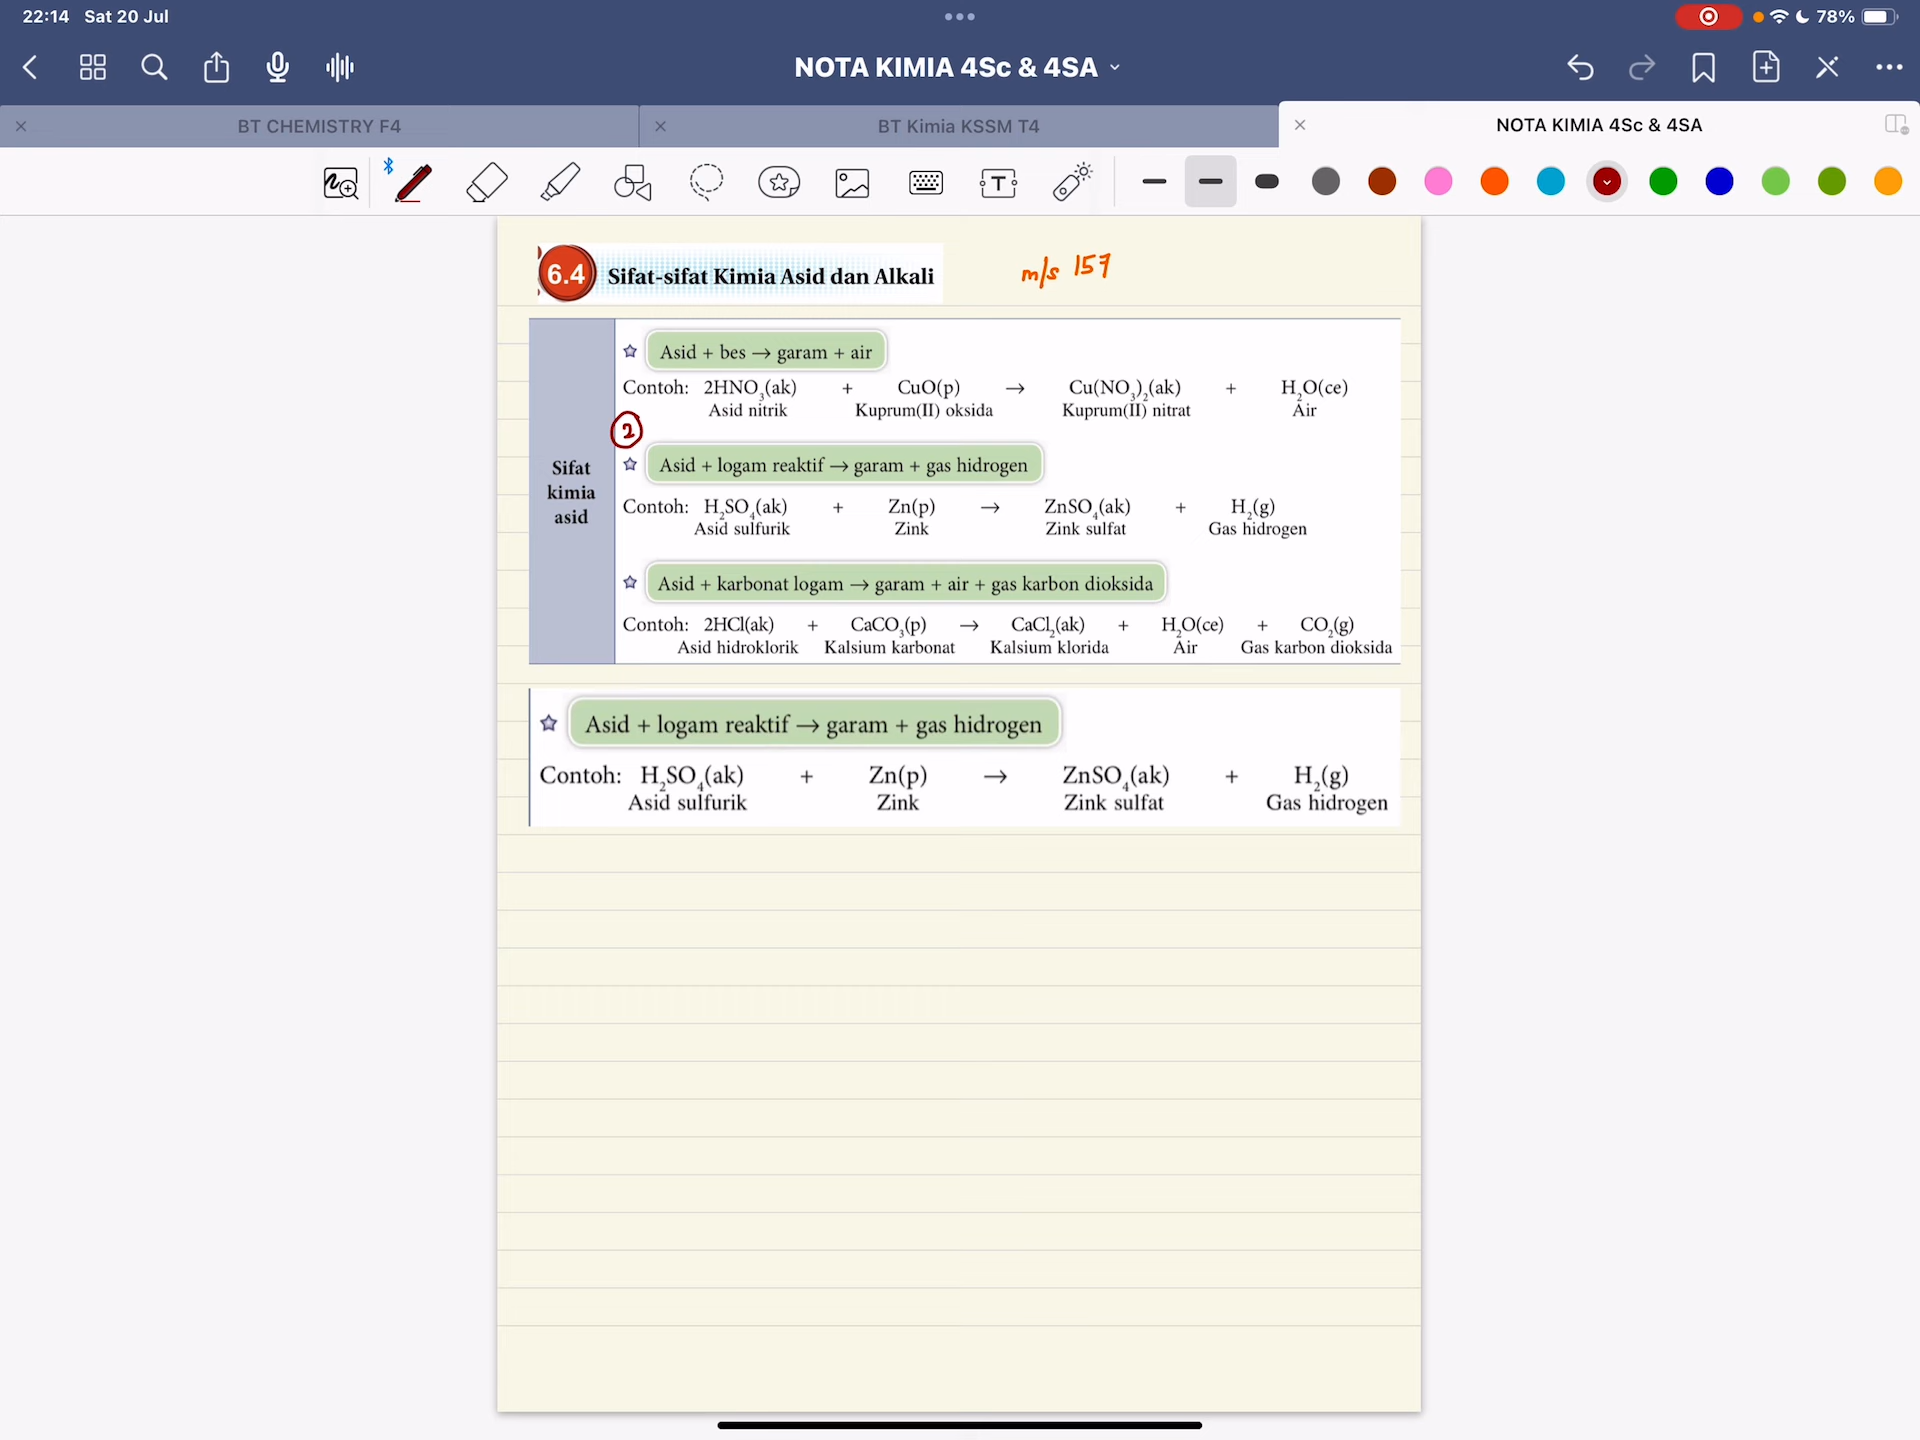 22:14 Sat 20 Jul
78%
NOTA KIMIA 4Sc & 4SA
BT CHEMISTRY F4
BT Kimia KSSM T4
NOTA KIMIA 4Sc & 4SA
6.4 Sifat-sifat Kimia Asid dan Alkali m/s 157
Sifat kimia asid
Asid + bes → garam + air
Contoh: 2HNO₃(ak) + CuO(p) → Cu(NO₃)₂(ak) + H₂O(ce)
Asid nitrik Kuprum(II) oksida Kuprum(II) nitrat Air
2
Asid + logam reaktif → garam + gas hidrogen
Contoh: H₂SO₄(ak) + Zn(p) → ZnSO₄(ak) + H₂(g)
Asid sulfurik Zink Zink sulfat Gas hidrogen
Asid + karbonat logam → garam + air + gas karbon dioksida
Contoh: 2HCl(ak) + CaCO₃(p) → CaCl₂(ak) + H₂O(ce) + CO₂(g)
Asid hidroklorik Kalsium karbonat Kalsium klorida Air Gas karbon dioksida
Asid + logam reaktif → garam + gas hidrogen
Contoh: H₂SO₄(ak) + Zn(p) → ZnSO₄(ak) + H₂(g)
Asid sulfurik Zink Zink sulfat Gas hidrogen